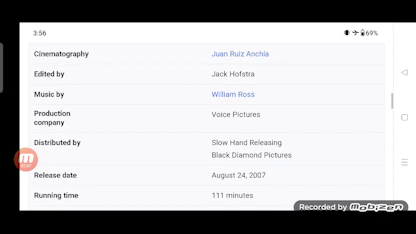 3:56
69%
Cinematography Juan Ruiz Anchía
Edited by Jack Hofstra
Music by William Ross
Production Voice Pictures
company
Distributed by Slow Hand Releasing
Black Diamond Pictures
Release date August 24, 2007
Running time 111 minutes
Recorded by Mobizen